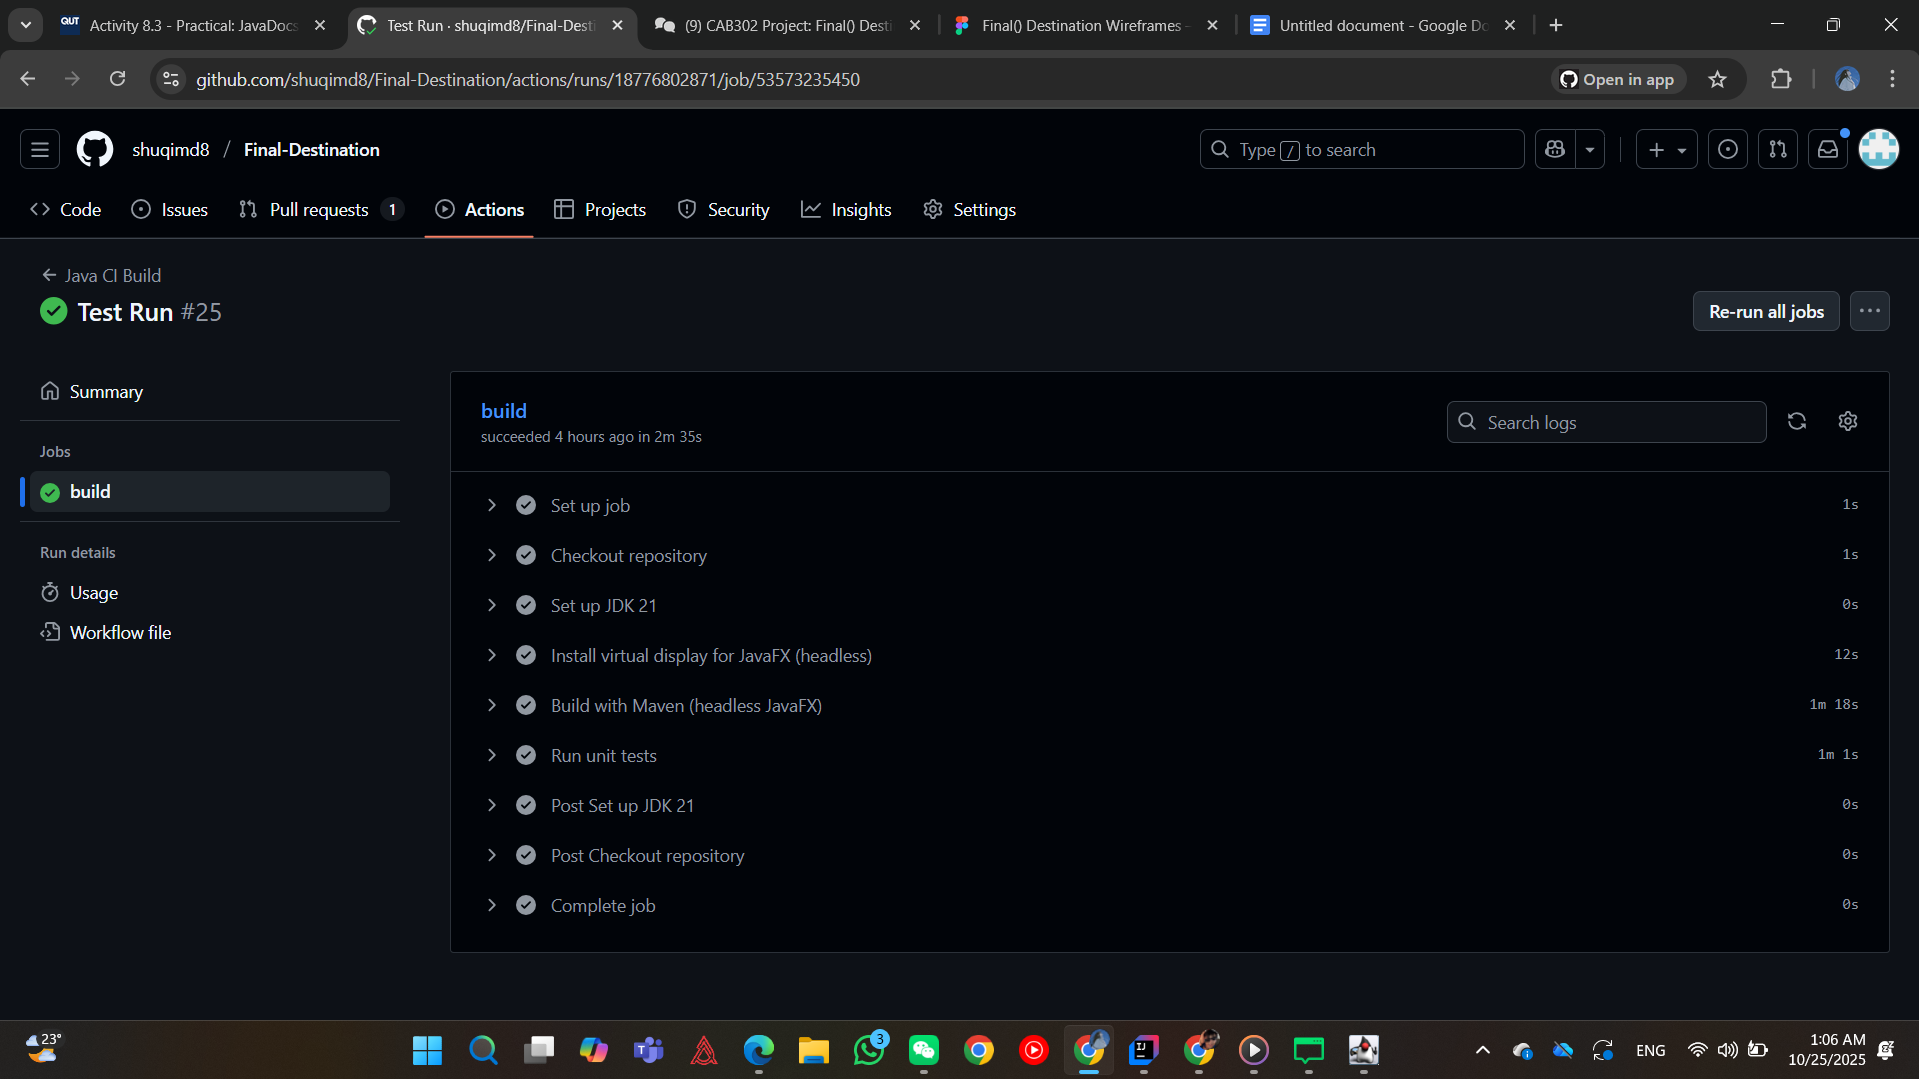 QUT Activity 8.3 - Practical: JavaDocs
Test Run · shuqimd8/Final-Desti
(9) CAB302 Project: Final() Desti
Final() Destination Wireframes -
Untitled document - Google Do
github.com/shuqimd8/Final-Destination/actions/runs/18776802871/job/53573235450
Open in app
shuqimd8 / Final-Destination
Type / to search
Code
Issues
Pull requests 1
Actions
Projects
Security
Insights
Settings
Java CI Build
Test Run #25
Re-run all jobs
Summary
Jobs
build
Run details
Usage
Workflow file
build
succeeded 4 hours ago in 2m 35s
Search logs
Set up job 1s
Checkout repository 1s
Set up JDK 21 0s
Install virtual display for JavaFX (headless) 12s
Build with Maven (headless JavaFX) 1m 18s
Run unit tests 1m 1s
Post Set up JDK 21 0s
Post Checkout repository 0s
Complete job 0s
23°
3
ENG
1:06 AM
10/25/2025